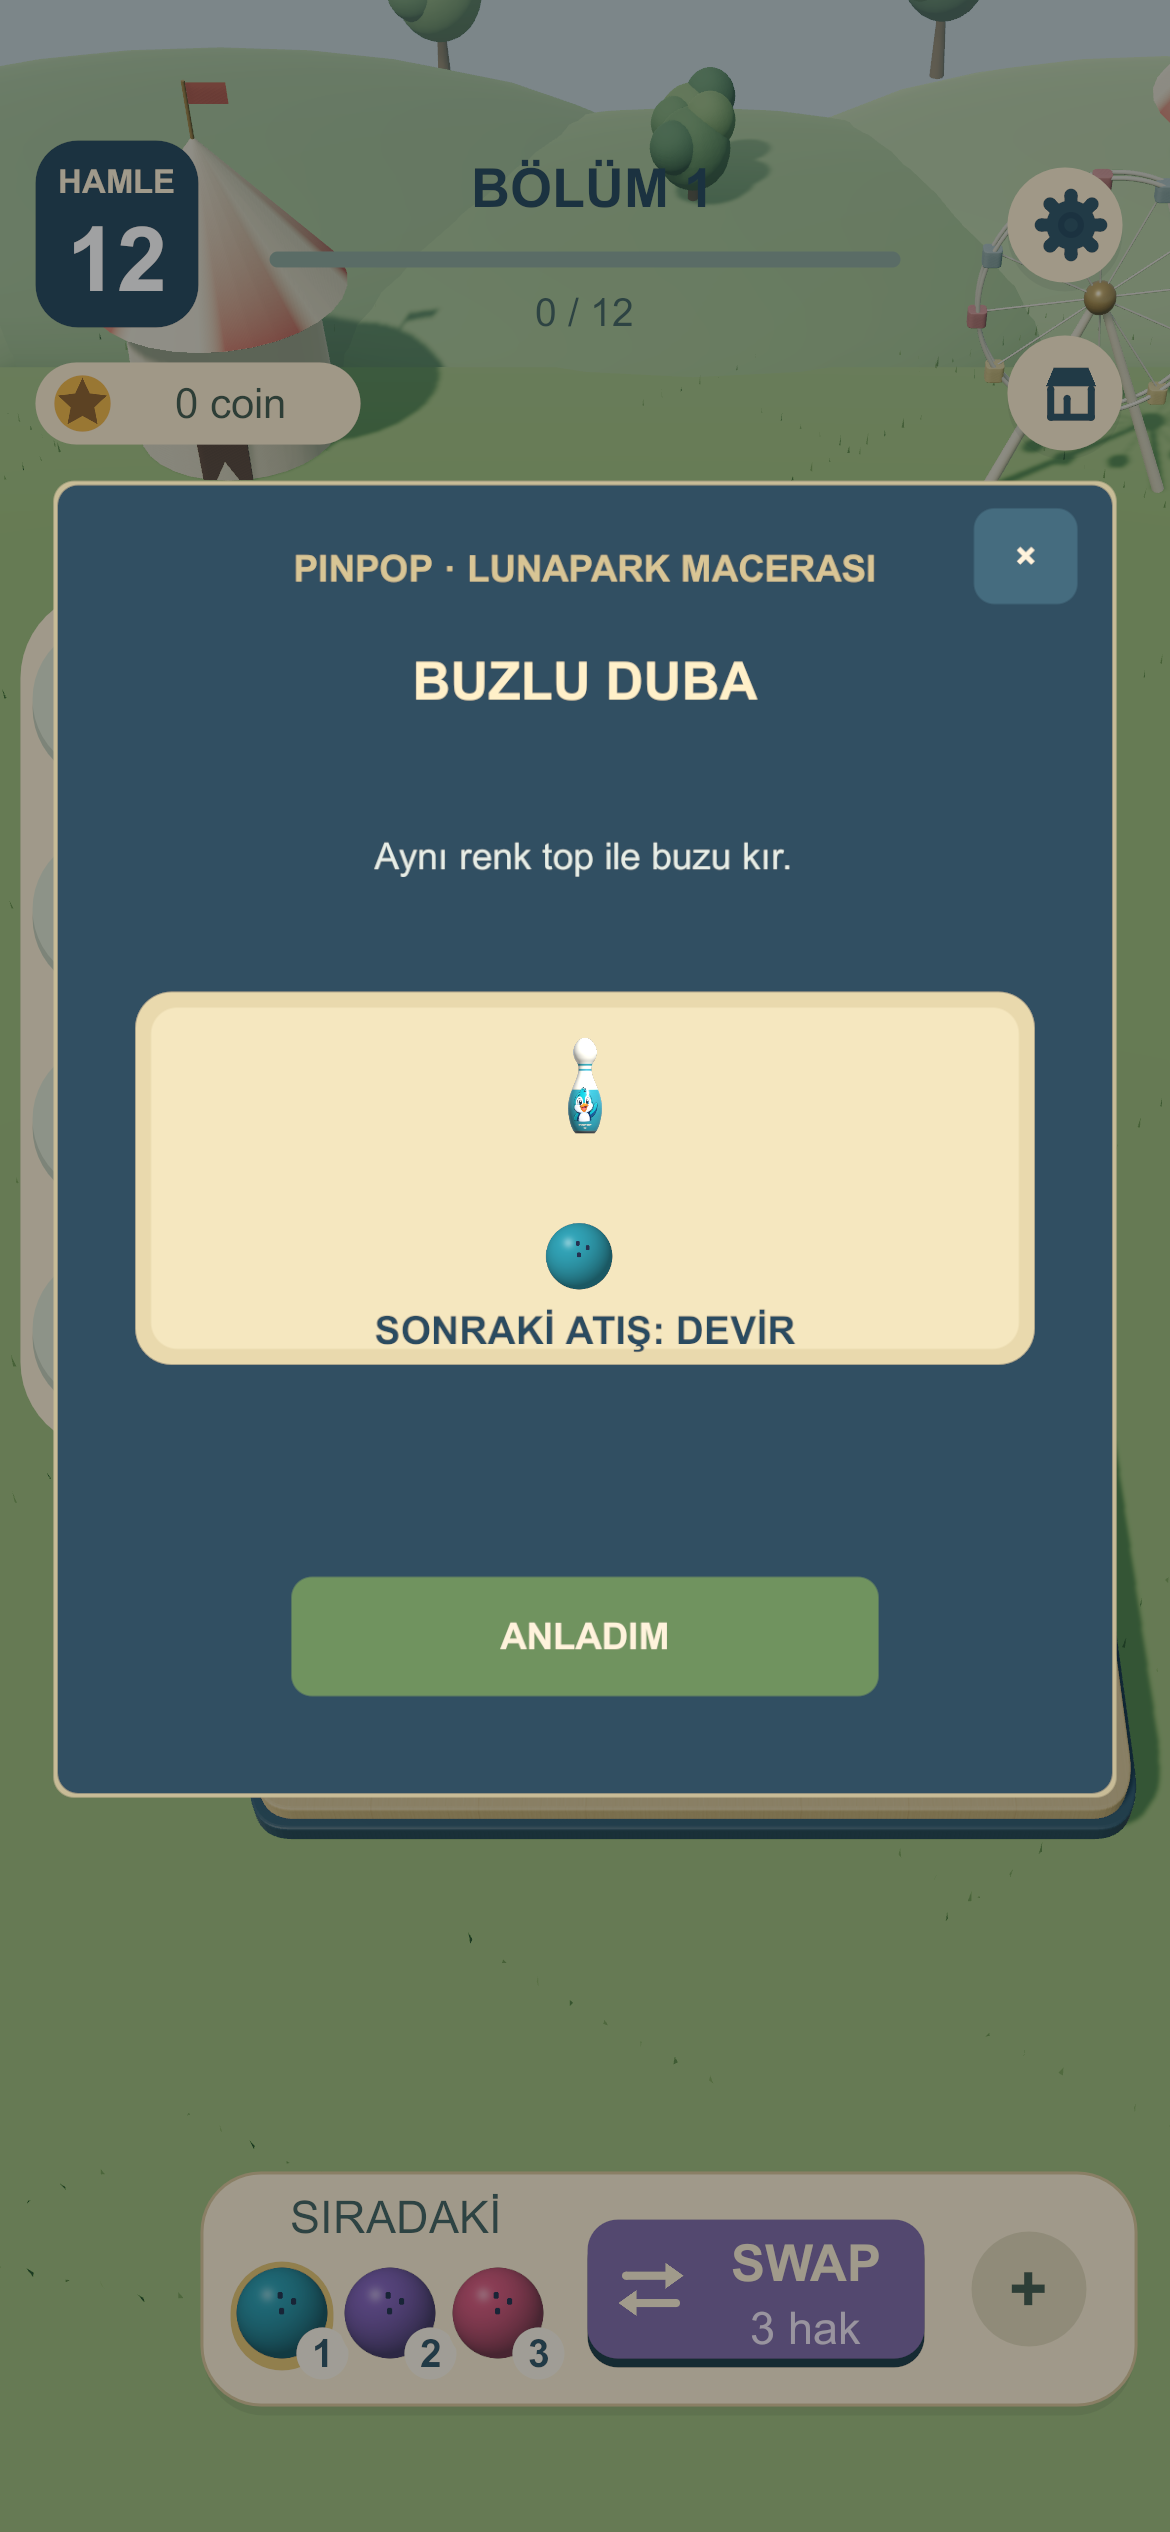 HAMLE
12
BÖLÜM 1
0 / 12
0 coin
PINPOP · LUNAPARK MACERASI
×
BUZLU DUBA
Aynı renk top ile buzu kır.
SONRAKİ ATIŞ: DEVİR
ANLADIM
SIRADAKİ
1
2
3
SWAP
3 hak
+